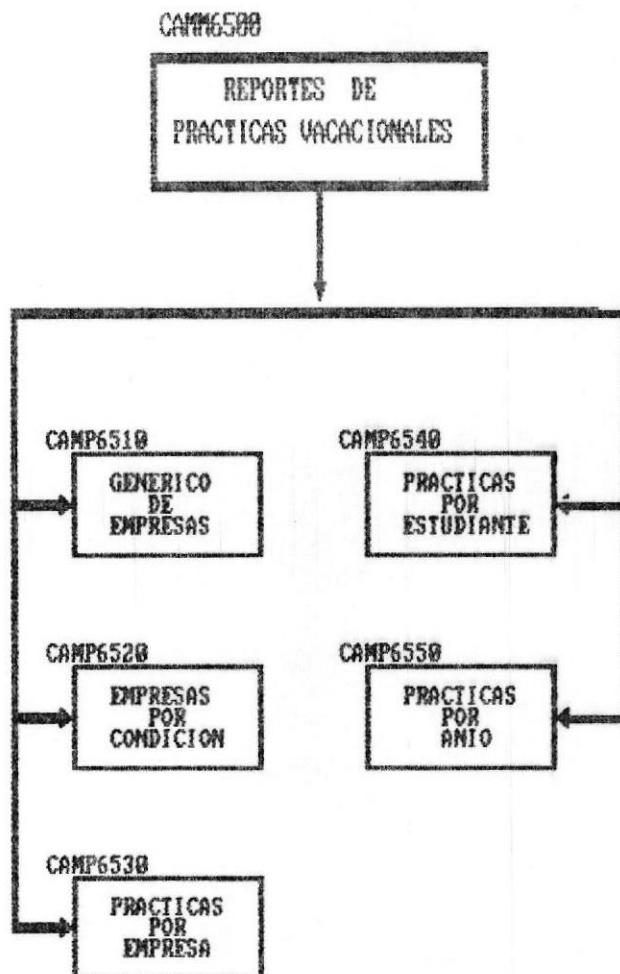 CAMM6500
REPORTES DE
PRACTICAS VACACIONALES
CAMP6510
GENERICO
DE
EMPRESAS
CAMP6520
EMPRESAS
POR
CONDICION
CAMP6530
PRACTICAS
POR
EMPRESA
CAMP6540
PRACTICAS
POR
ESTUDIANTE
CAMP6550
PRACTICAS
POR
ANIO